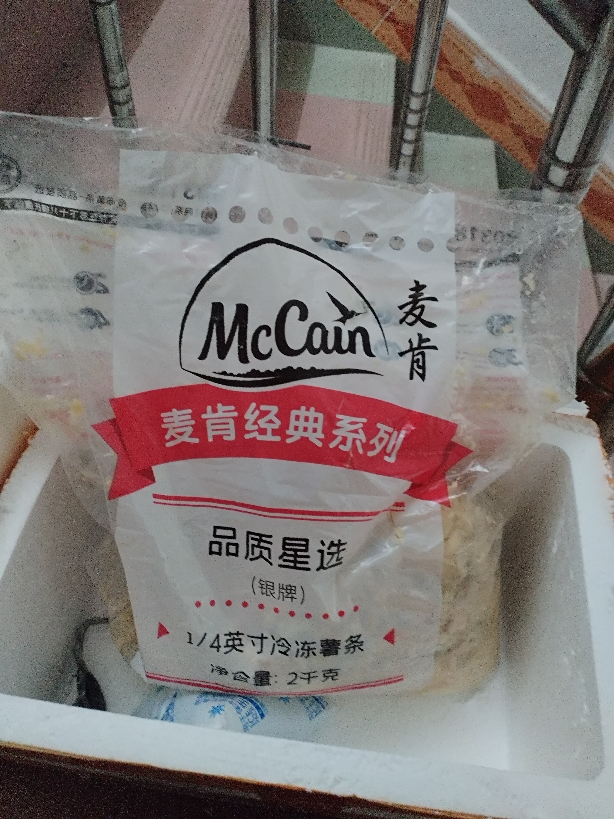 McCain
麦肯
麦肯经典系列
品质星选
(银牌)
1/4英寸冷冻薯条
净含量: 2千克